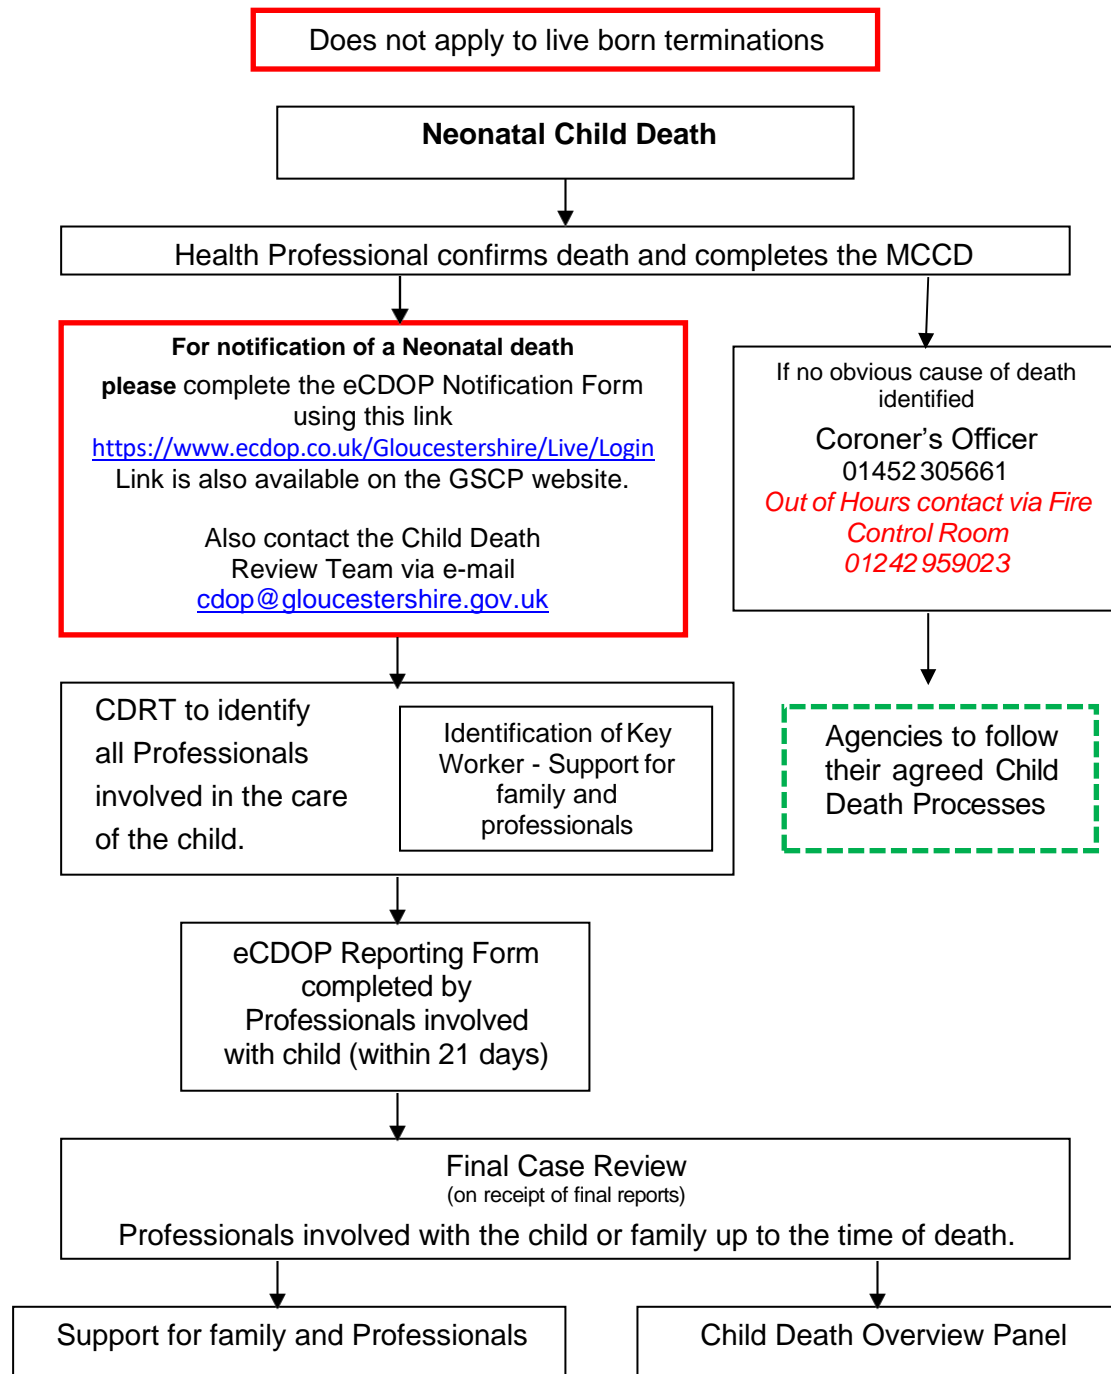 Does not apply to live born terminations
Neonatal Child Death
Health Professional confirms death and completes the MCCD
For notification of a Neonatal death
please complete the eCDOP Notification Form
using this link
https://www.ecdop.co.uk/Gloucestershire/Live/Login
Link is also available on the GSCP website.
Also contact the Child Death
Review Team via e-mail
cdop@gloucestershire.gov.uk
If no obvious cause of death
identified
Coroner's Officer
01452 305661
Out of Hours contact via Fire
Control Room
01242 959023
CDRT to identify
all Professionals
involved in the care
of the child.
Identification of Key
Worker - Support for
family and
professionals
Agencies to follow
their agreed Child
Death Processes
eCDOP Reporting Form
completed by
Professionals involved
with child (within 21 days)
Final Case Review
(on receipt of final reports)
Professionals involved with the child or family up to the time of death.
Support for family and Professionals
Child Death Overview Panel